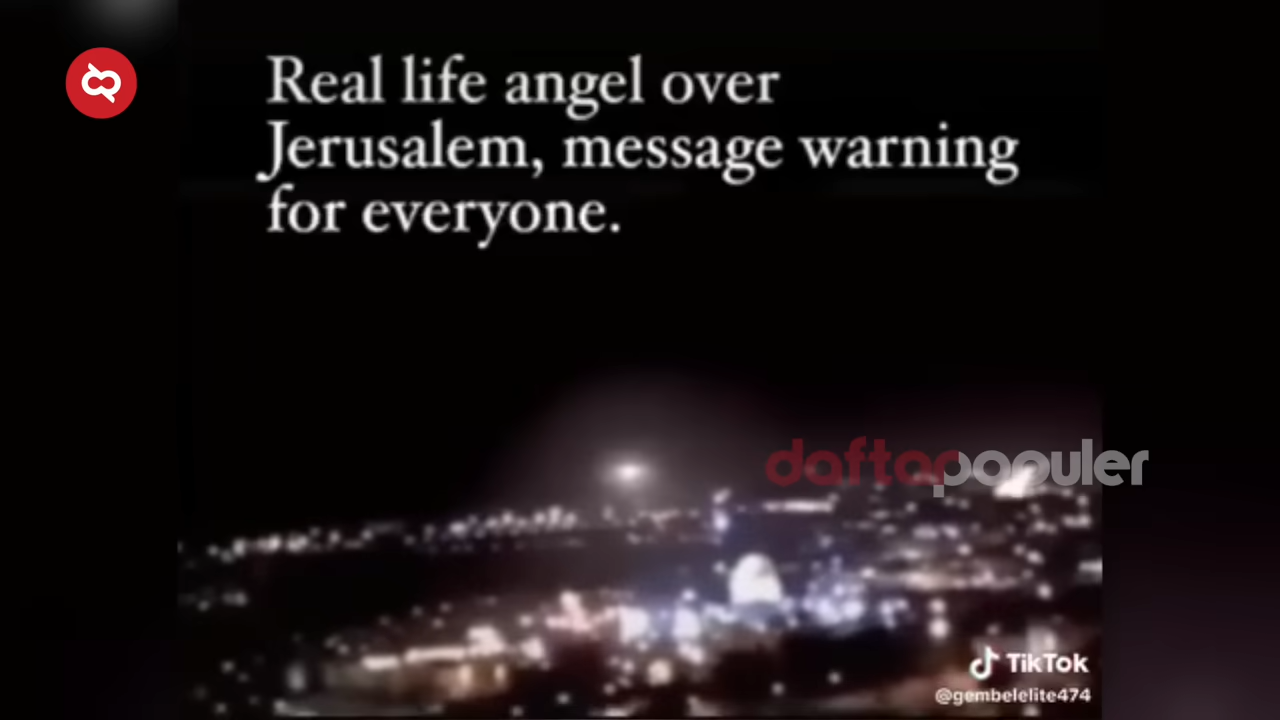 Real life angel over
Jerusalem, message warning
for everyone.
daftarpopuler
TikTok
@gembelelite474